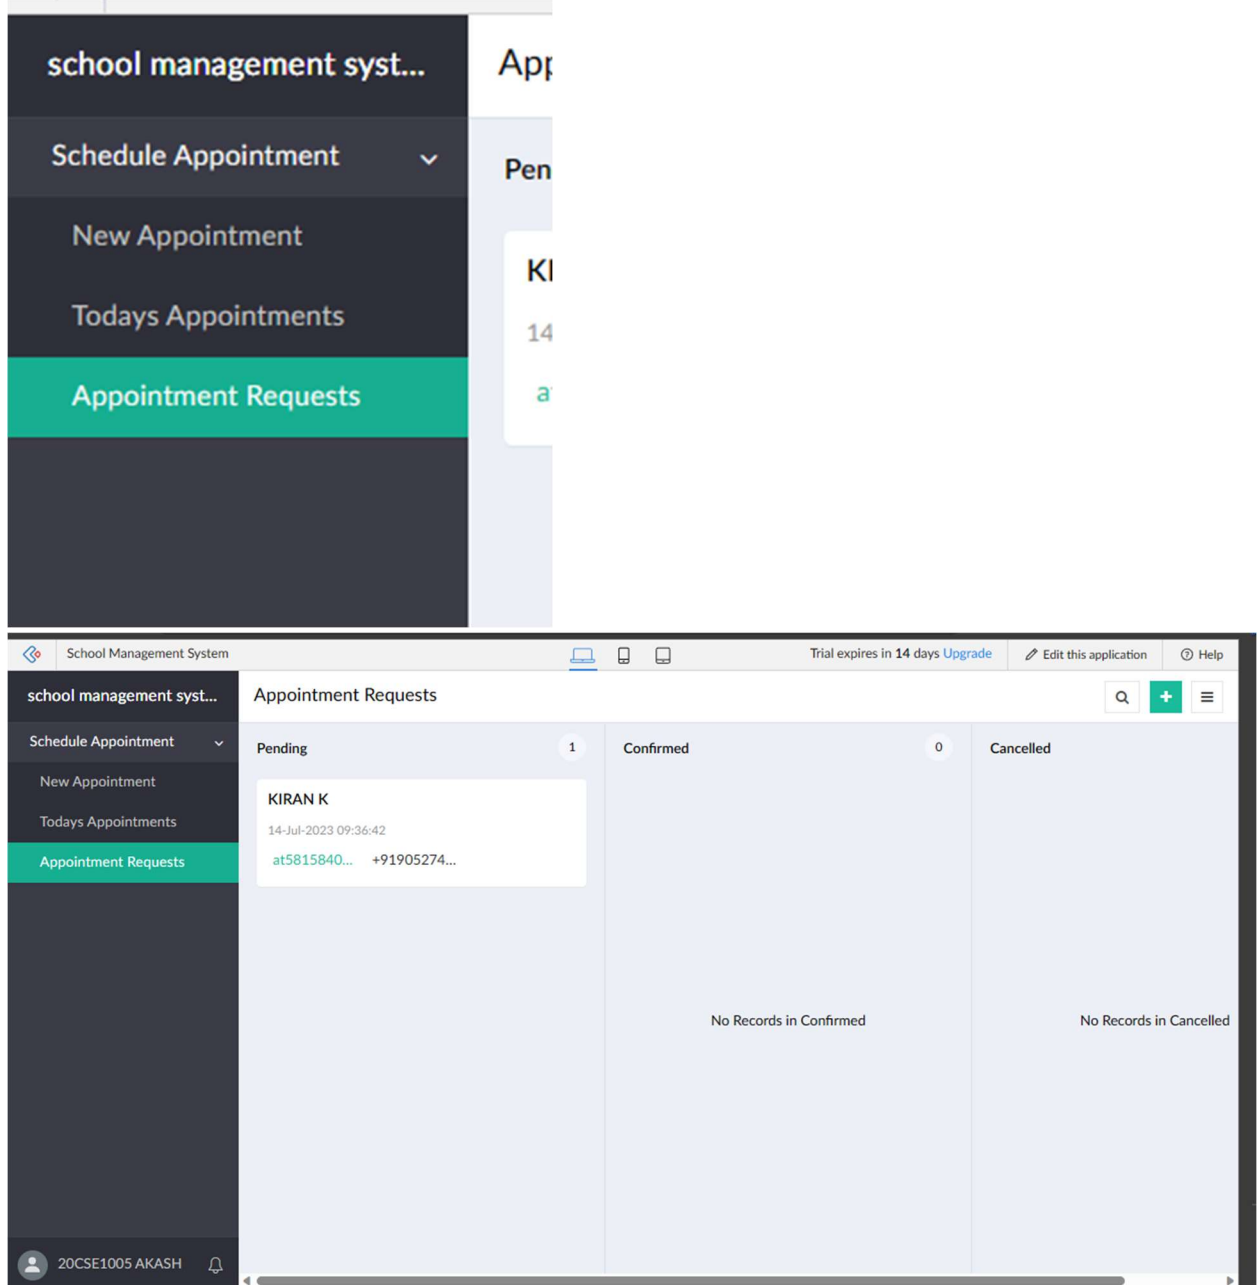 school management syst...
App
Schedule Appointment
Pen
New Appointment
KI
Todays Appointments
14
Appointment Requests
School Management System
Trial expires in 14 days Upgrade
Edit this application
Help
school management syst...
Appointment Requests
Schedule Appointment
Pending 1
Confirmed 0
Cancelled
New Appointment
KIRAN K
Todays Appointments
14-Jul-2023 09:36:42
Appointment Requests
at5815840... +91905274...
No Records in Confirmed
No Records in Cancelled
20CSE1005 AKASH